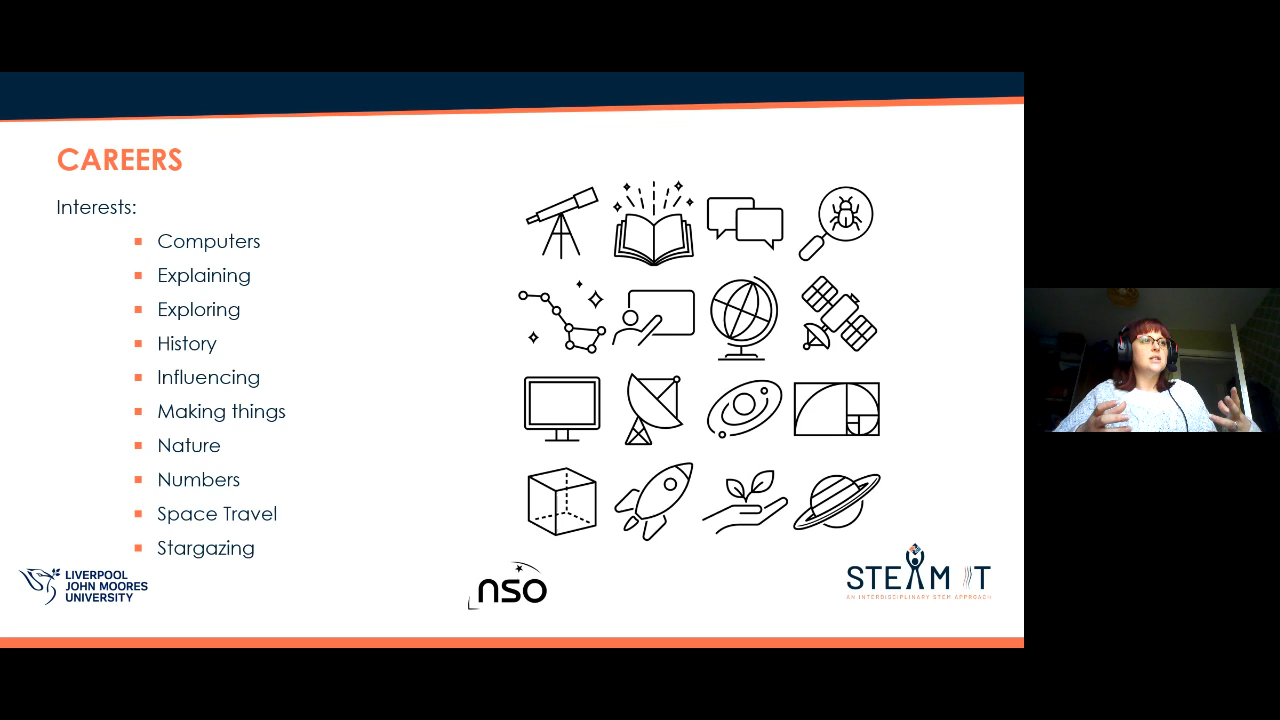 CAREERS
Interests:
Computers
Explaining
Exploring
History
Influencing
Making things
Nature
Numbers
Space Travel
Stargazing
LIVERPOOL
JOHN MOORES
UNIVERSITY
nso
STEAM IT
AN INTERDISCIPLINARY STEM APPROACH